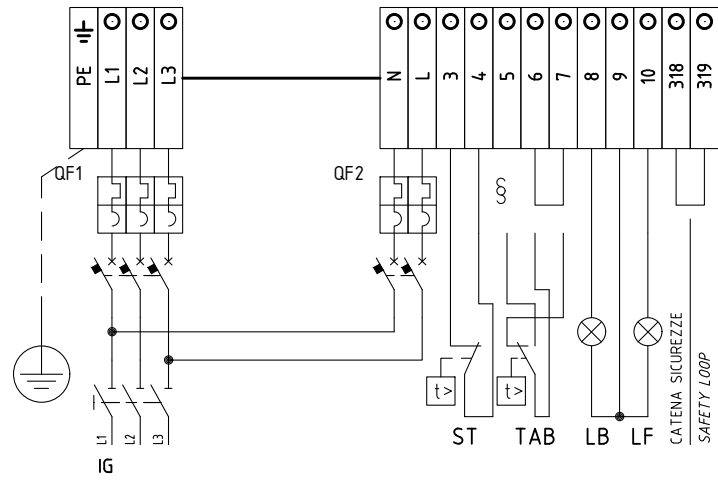 PE L1 L2 L3 N L 3 4 5 6 7 8 9 10 318 319
QF1 QF2 §
t> t>
L1 L2 L3
ST TAB LB LF
CATENA SICUREZZE
SAFETY LOOP
IG